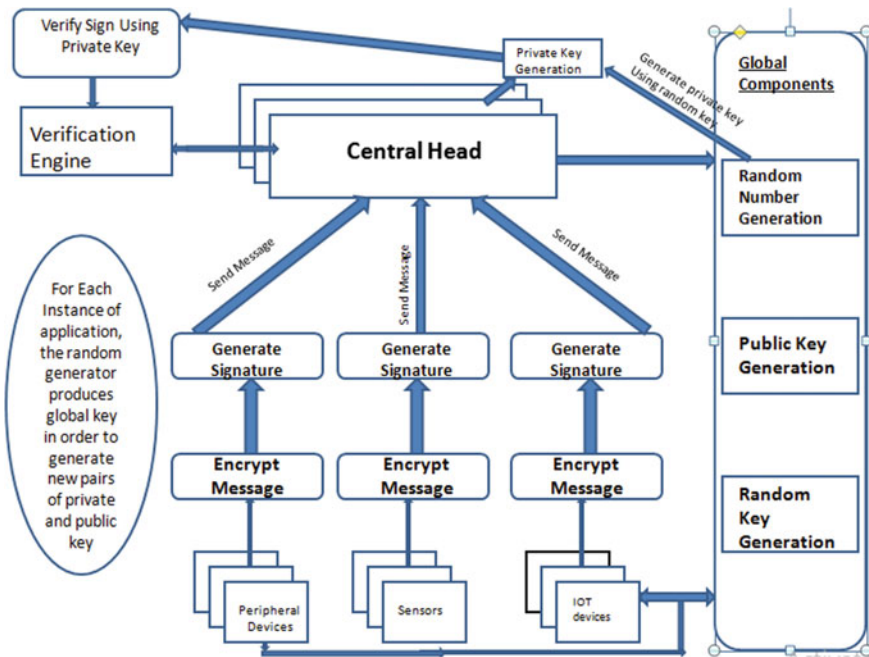 Verify Sign Using
Private Key
Private Key
Generation
Generate private key
Using random key
Global
Components
Verification
Engine
Central Head
Random
Number
Generation
Send Message
Send Message
Send Message
For Each
Instance of
application,
the random
generator
produces
global key
in order to
generate
new pairs
of private
and public
key
Generate
Signature
Generate
Signature
Generate
Signature
Public Key
Generation
Encrypt
Message
Encrypt
Message
Encrypt
Message
Random
Key
Generation
Peripheral
Devices
Sensors
IOT
devices